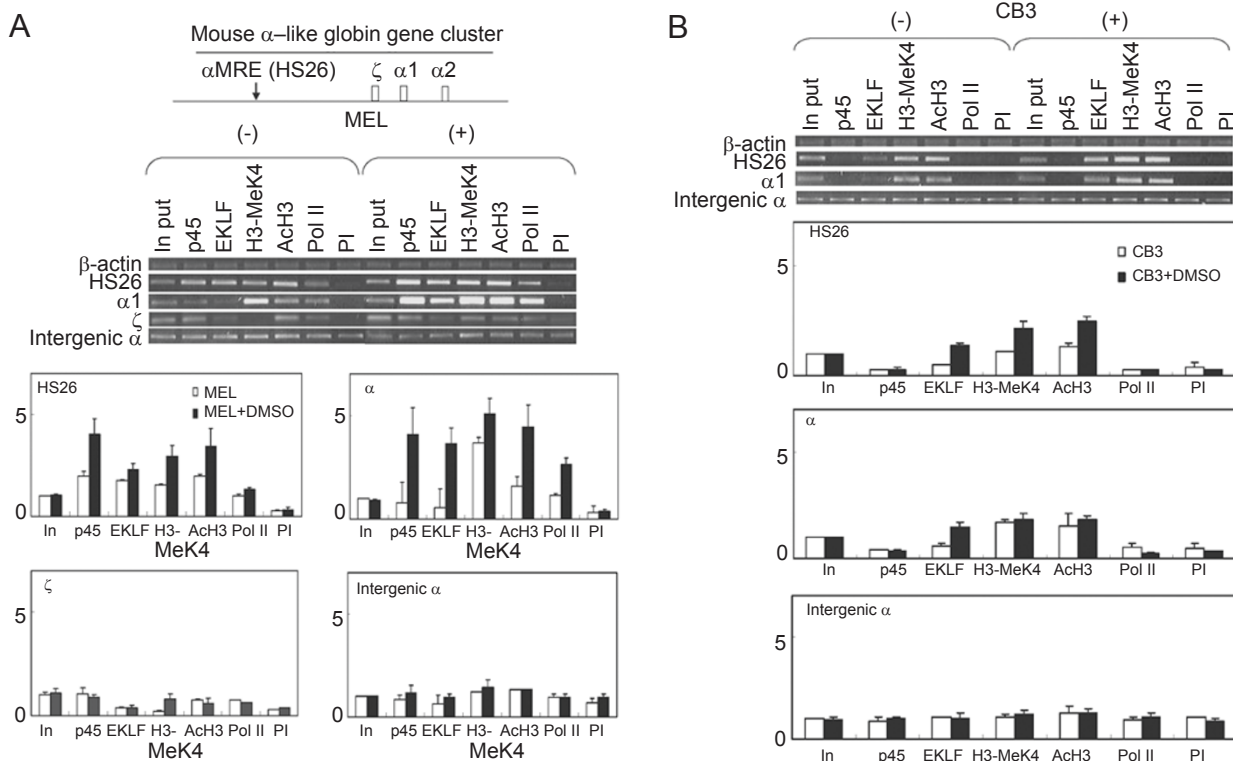 A
Mouse α–like globin gene cluster
αMRE (HS26) ζ α1 α2
MEL
(-) (+)
In put p45 EKLF H3-MeK4 AcH3 Pol II PI In put p45 EKLF H3-MeK4 AcH3 Pol II PI
β-actin
HS26
α1
ζ
Intergenic α
HS26
MEL
MEL+DMSO
5
0
In p45 EKLF H3- AcH3 Pol II PI
MeK4
α
5
0
In p45 EKLF H3- AcH3 Pol II PI
MeK4
ζ
5
0
In p45 EKLF H3- AcH3 Pol II PI
MeK4
Intergenic α
5
0
In p45 EKLF H3- AcH3 Pol II PI
MeK4
B
CB3
(-) (+)
In put p45 EKLF H3-MeK4 AcH3 Pol II PI In put p45 EKLF H3-MeK4 AcH3 Pol II PI
β-actin
HS26
α1
Intergenic α
HS26
CB3
CB3+DMSO
5
0
In p45 EKLF H3-MeK4 AcH3 Pol II PI
α
5
0
In p45 EKLF H3-MeK4 AcH3 Pol II PI
Intergenic α
5
0
In p45 EKLF H3-MeK4 AcH3 Pol II PI